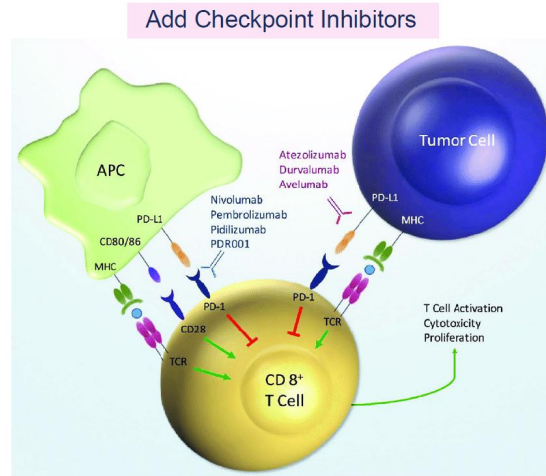 Add Checkpoint Inhibitors
APC
Tumor Cell
Atezolizumab
Durvalumab
Avelumab
PD-L1
MHC
Nivolumab
Pembrolizumab
Pidilizumab
PDR001
PD-L1
CD80/86
MHC
PD-1
CD28
TCR
PD-1
TCR
CD 8+
T Cell
T Cell Activation
Cytotoxicity
Proliferation